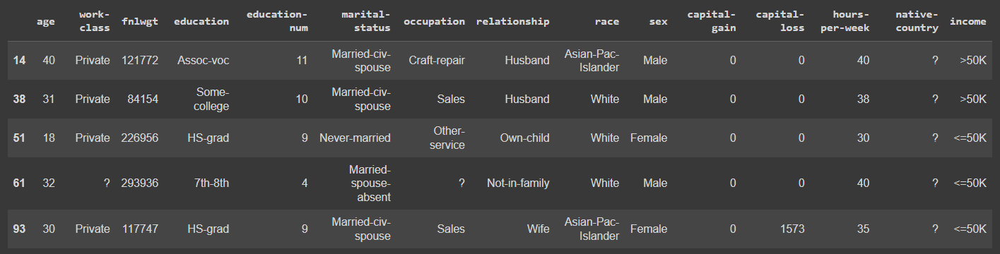 age work-class fnlwgt education education-num marital-status occupation relationship race sex capital-gain capital-loss hours-per-week native-country income
14 40 Private 121772 Assoc-voc 11 Married-civ-spouse Craft-repair Husband Asian-Pac-Islander Male 0 0 40 ? >50K
38 31 Private 84154 Some-college 10 Married-civ-spouse Sales Husband White Male 0 0 38 ? >50K
51 18 Private 226956 HS-grad 9 Never-married Other-service Own-child White Female 0 0 30 ? <=50K
61 32 ? 293936 7th-8th 4 Married-spouse-absent ? Not-in-family White Male 0 0 40 ? <=50K
93 30 Private 117747 HS-grad 9 Married-civ-spouse Sales Wife Asian-Pac-Islander Female 0 1573 35 ? <=50K